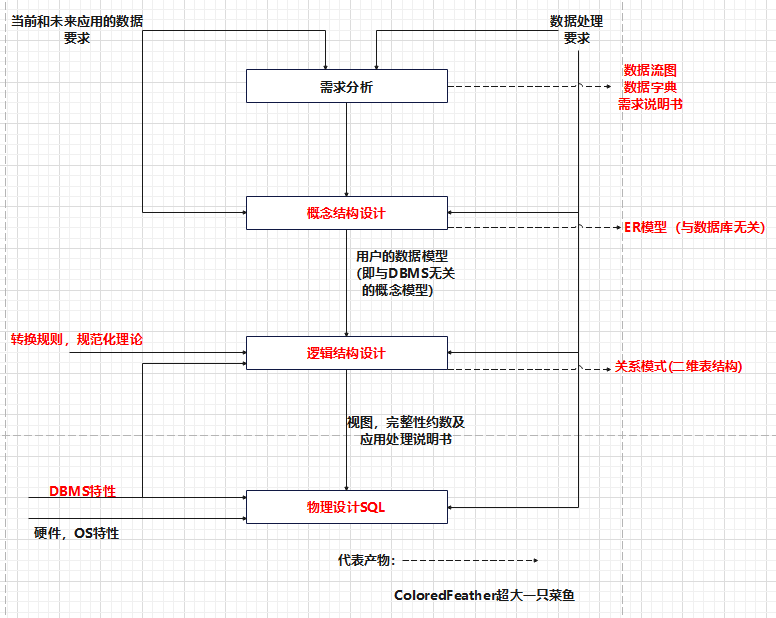 当前和未来应用的数据
要求
数据处理
要求
需求分析
数据流图
数据字典
需求说明书
概念结构设计
ER模型（与数据库无关）
用户的数据模型
(即与DBMS无关
的概念模型)
转换规则，规范化理论
逻辑结构设计
关系模式(二维表结构)
视图，完整性约数及
应用处理说明书
DBMS特性
物理设计SQL
硬件，OS特性
代表产物：
ColoredFeather超大一只菜鱼